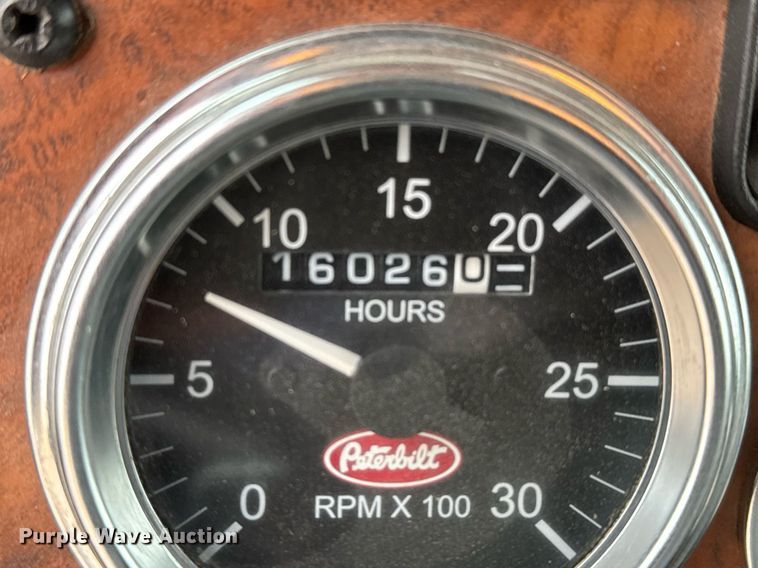 15
10 20
160260
HOURS
5 25
Peterbilt
0 RPM X 100 30
Purple Wave Auction